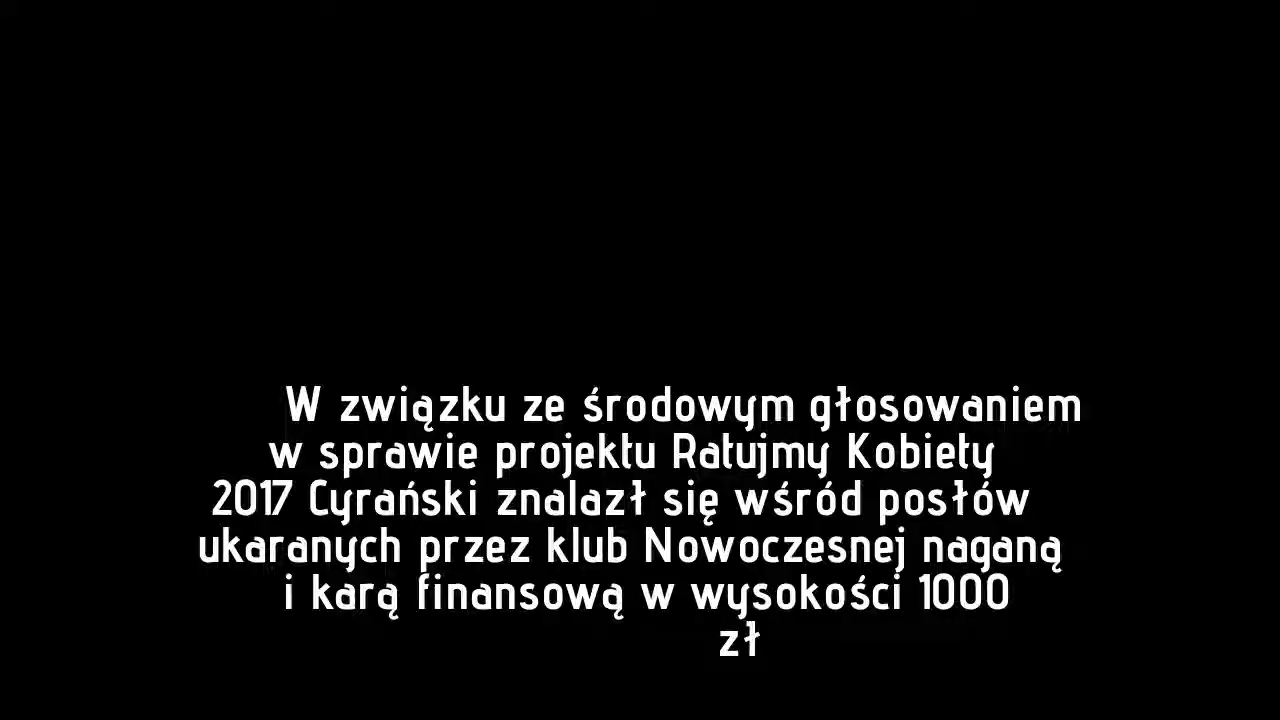 W związku ze środowym głosowaniem
w sprawie projektu Ratujmy Kobiety
2017 Cyrański znalazł się wśród posłów
ukaranych przez klub Nowoczesnej naganą
i karą finansową w wysokości 1000
zł